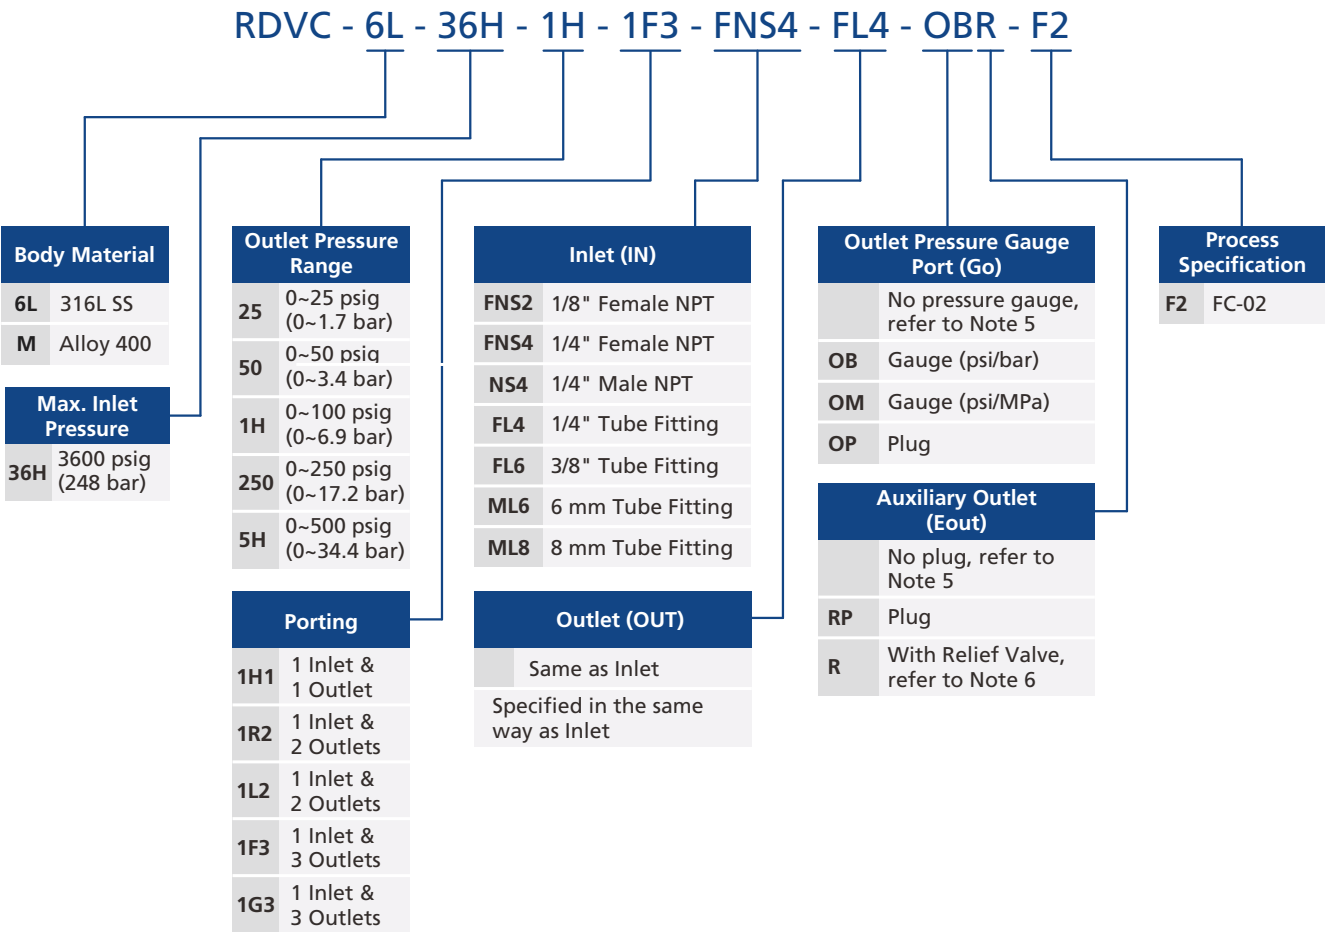 RDVC - 6L - 36H - 1H - 1F3 - FNS4 - FL4 - OBR - F2
Body Material
6L 316L SS
M Alloy 400
Max. Inlet
Pressure
36H 3600 psig
(248 bar)
Outlet Pressure
Range
25 0~25 psig
(0~1.7 bar)
50 0~50 psig
(0~3.4 bar)
1H 0~100 psig
(0~6.9 bar)
250 0~250 psig
(0~17.2 bar)
5H 0~500 psig
(0~34.4 bar)
Porting
1H1 1 Inlet &
1 Outlet
1R2 1 Inlet &
2 Outlets
1L2 1 Inlet &
2 Outlets
1F3 1 Inlet &
3 Outlets
1G3 1 Inlet &
3 Outlets
Inlet (IN)
FNS2 1/8" Female NPT
FNS4 1/4" Female NPT
NS4 1/4" Male NPT
FL4 1/4" Tube Fitting
FL6 3/8" Tube Fitting
ML6 6 mm Tube Fitting
ML8 8 mm Tube Fitting
Outlet (OUT)
Same as Inlet
Specified in the same
way as Inlet
Outlet Pressure Gauge
Port (Go)
No pressure gauge,
refer to Note 5
OB Gauge (psi/bar)
OM Gauge (psi/MPa)
OP Plug
Auxiliary Outlet
(Eout)
No plug, refer to
Note 5
RP Plug
R With Relief Valve,
refer to Note 6
Process
Specification
F2 FC-02